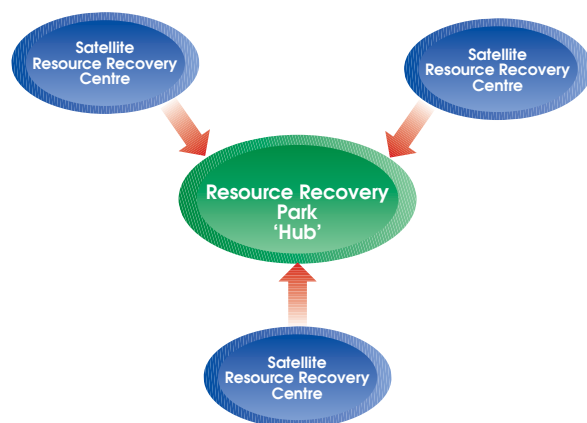 Satellite
Resource Recovery
Centre
Satellite
Resource Recovery
Centre
Resource Recovery
Park
‘Hub’
Satellite
Resource Recovery
Centre